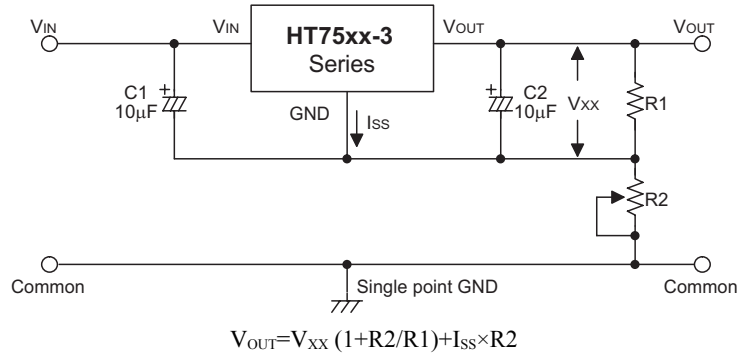 VIN VIN HT75xx-3 VOUT VOUT
Series
C1
10μF
GND
ISS
C2
10μF
VXX
R1
R2
Common
Single point GND
Common
VOUT=VXX (1+R2/R1)+ISS×R2